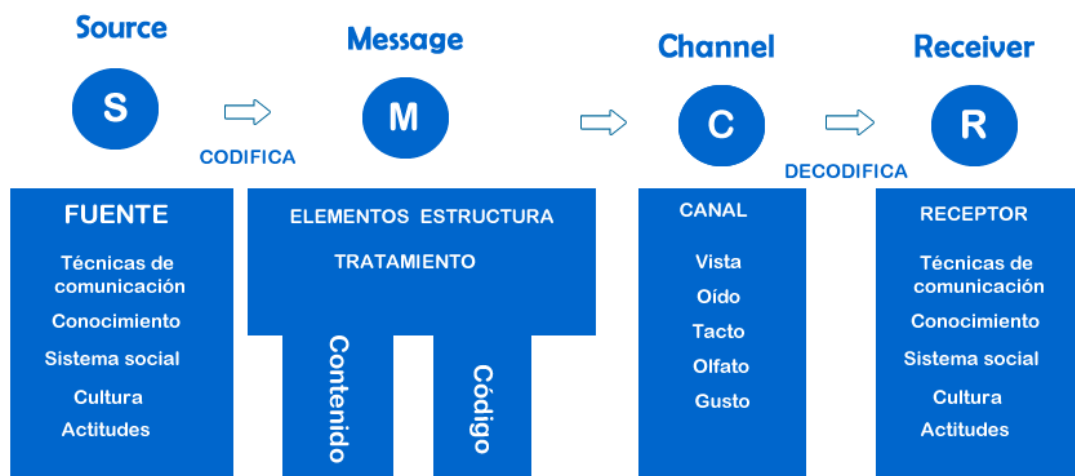 Source
Message
Channel
Receiver
S
M
C
R
CODIFICA
DECODIFICA
FUENTE
Técnicas de
comunicación
Conocimiento
Sistema social
Cultura
Actitudes
ELEMENTOS ESTRUCTURA
TRATAMIENTO
Contenido
Código
CANAL
Vista
Oído
Tacto
Olfato
Gusto
RECEPTOR
Técnicas de
comunicación
Conocimiento
Sistema social
Cultura
Actitudes